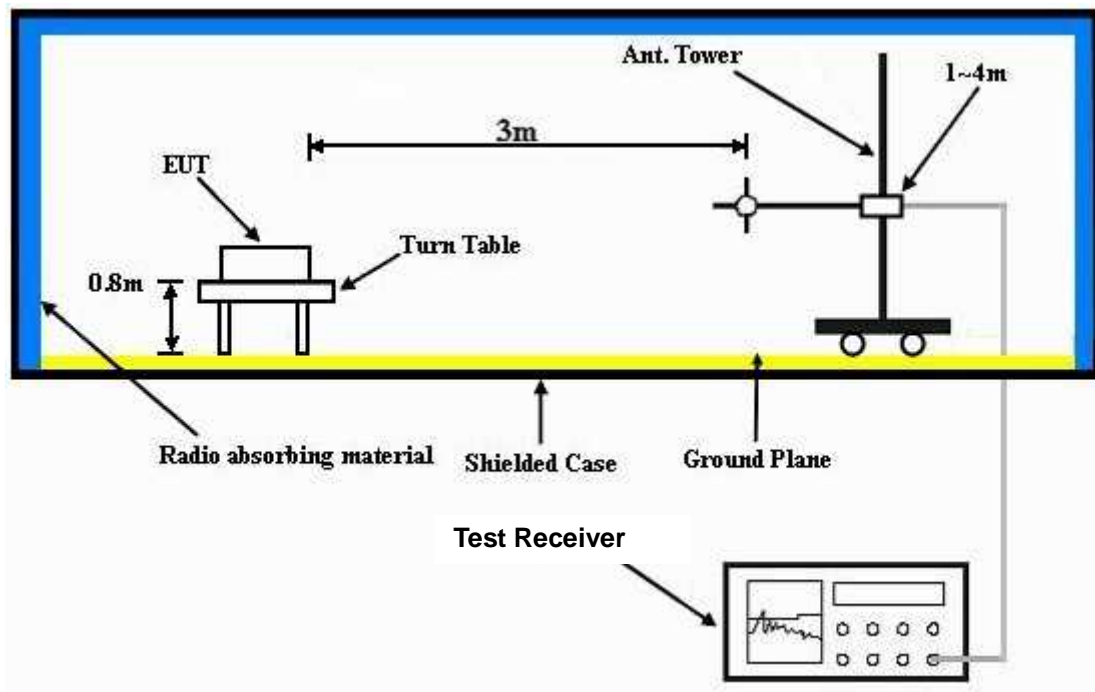 Ant. Tower
1~4m
3m
EUT
Turn Table
0.8m
Radio absorbing material
Shielded Case
Ground Plane
Test Receiver